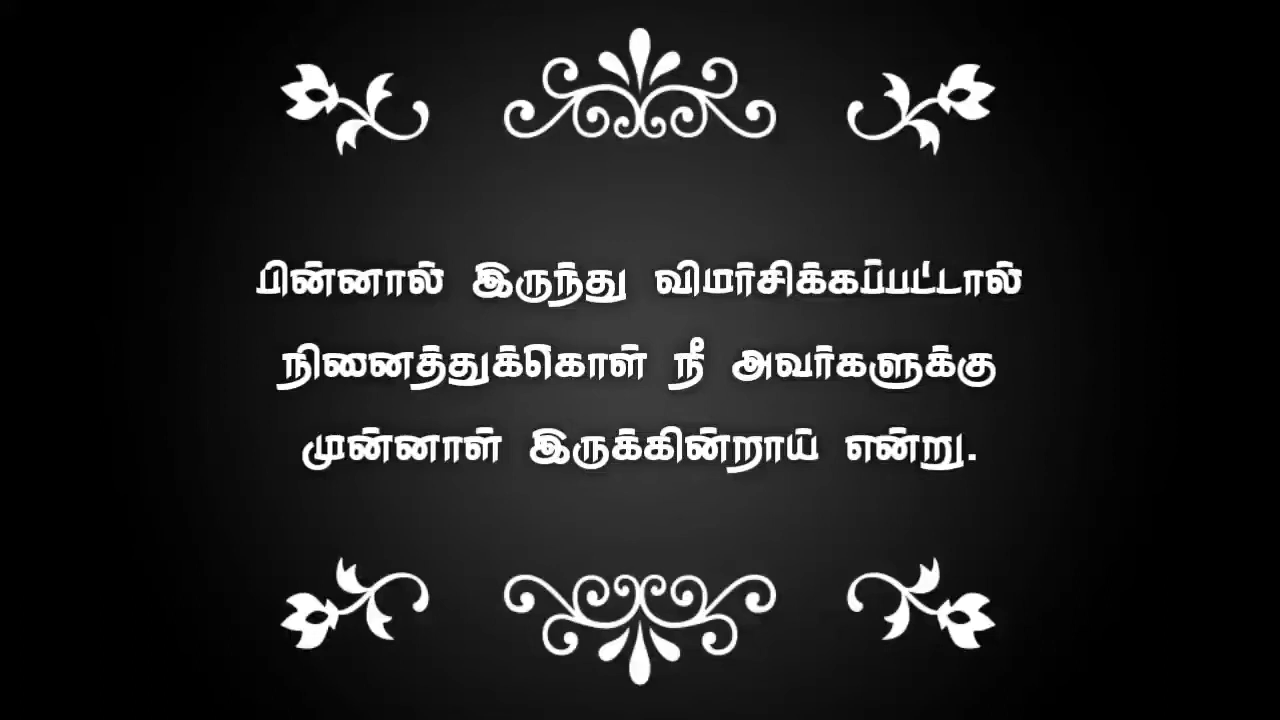 பின்னால் இருந்து விமர்சிக்கப்பட்டால்
நினைத்துக்கொள் நீ அவர்களுக்கு
முன்னாள் இருக்கின்றாய் என்று.